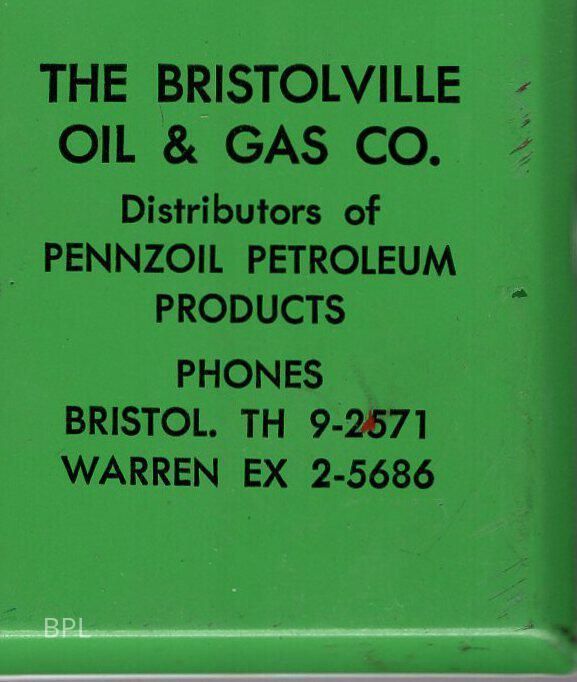 THE BRISTOLVILLE
OIL & GAS CO.
Distributors of
PENNZOIL PETROLEUM
PRODUCTS
PHONES
BRISTOL. TH 9-2571
WARREN EX 2-5686
BPL